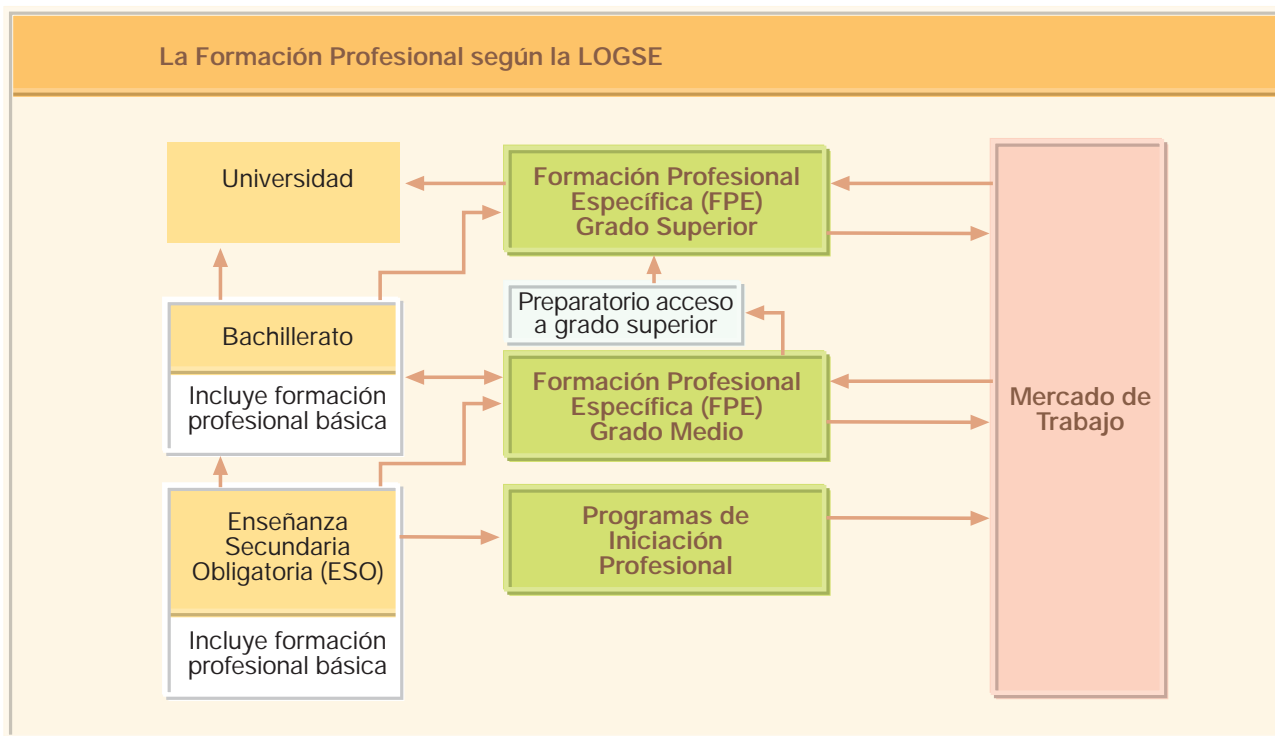 La Formación Profesional según la LOGSE
Universidad
Formación Profesional
Específica (FPE)
Grado Superior
Preparatorio acceso
a grado superior
Bachillerato
Incluye formación
profesional básica
Formación Profesional
Específica (FPE)
Grado Medio
Mercado de
Trabajo
Enseñanza
Secundaria
Obligatoria (ESO)
Incluye formación
profesional básica
Programas de
Iniciación
Profesional